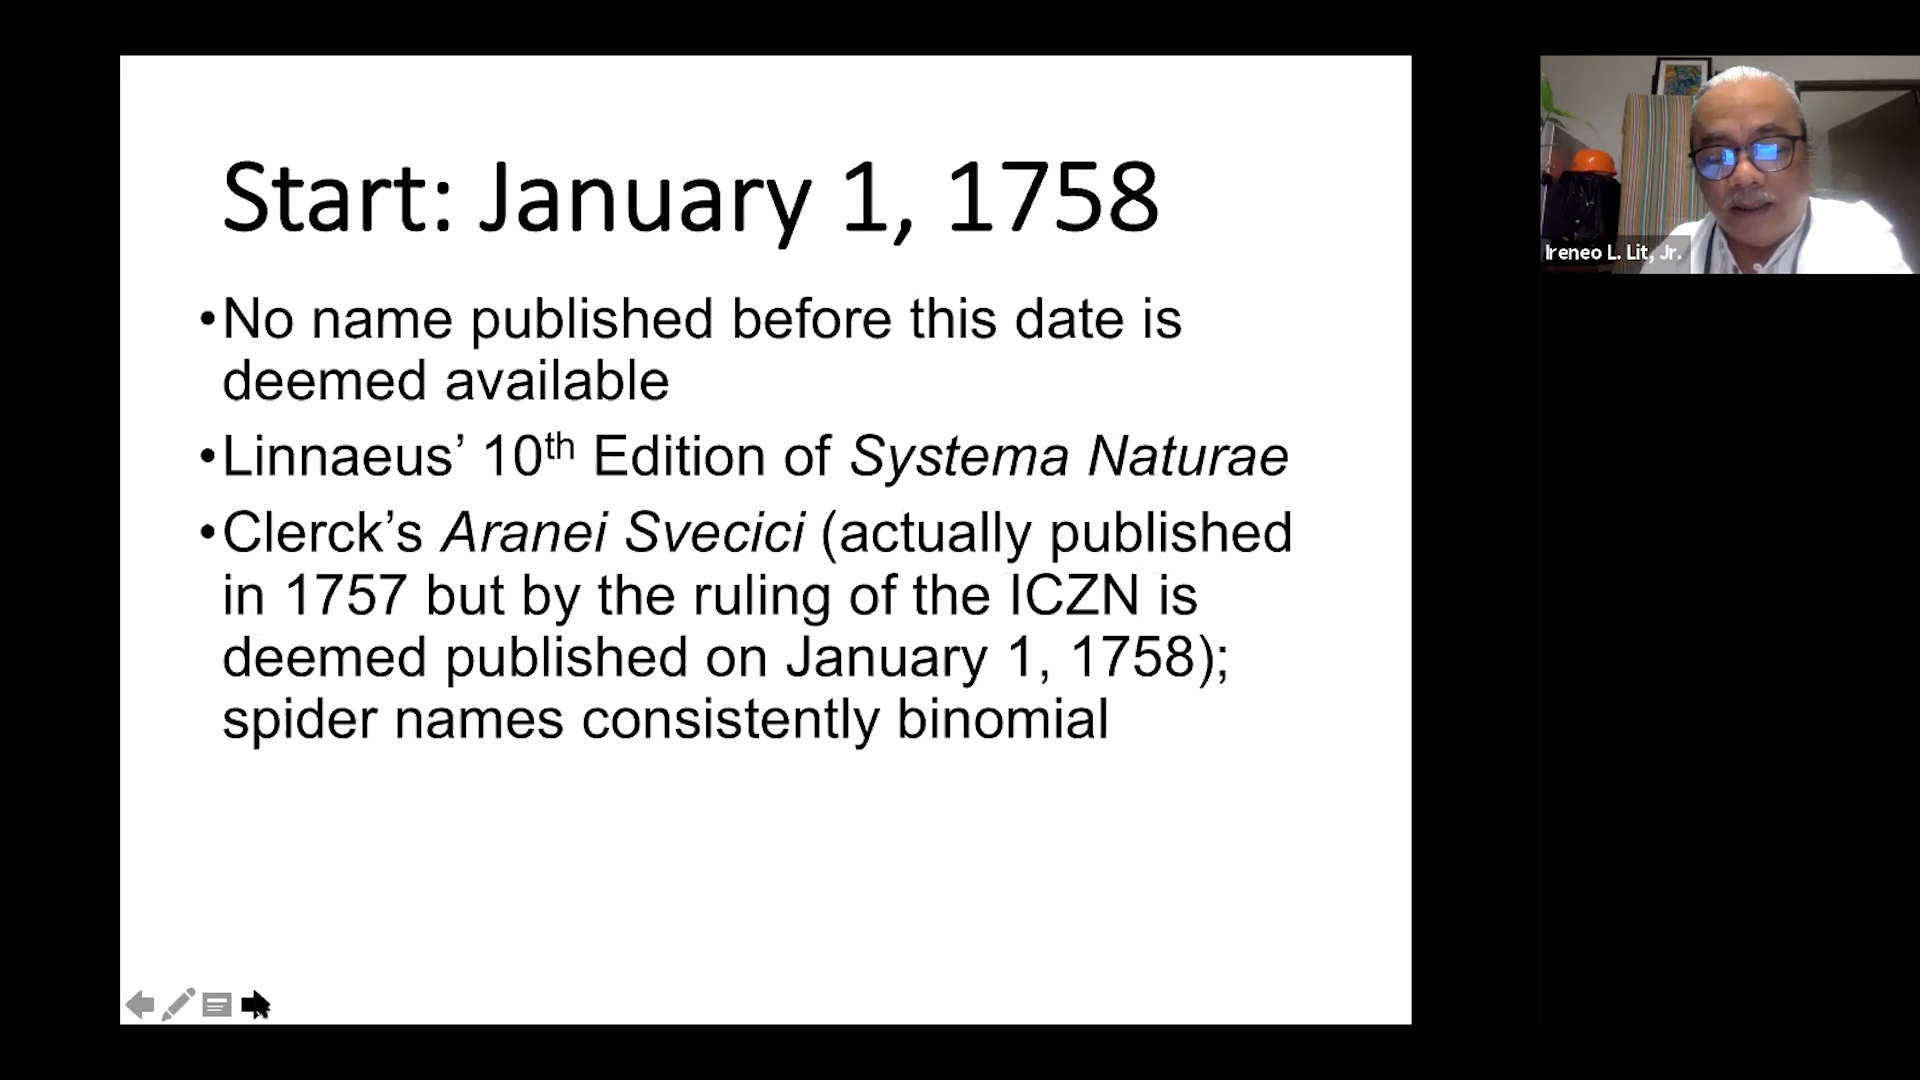 Start: January 1, 1758
•No name published before this date is
deemed available
•Linnaeus’ 10th Edition of Systema Naturae
•Clerck’s Aranei Svecici (actually published
in 1757 but by the ruling of the ICZN is
deemed published on January 1, 1758);
spider names consistently binomial
Ireneo L. Lit, Jr.